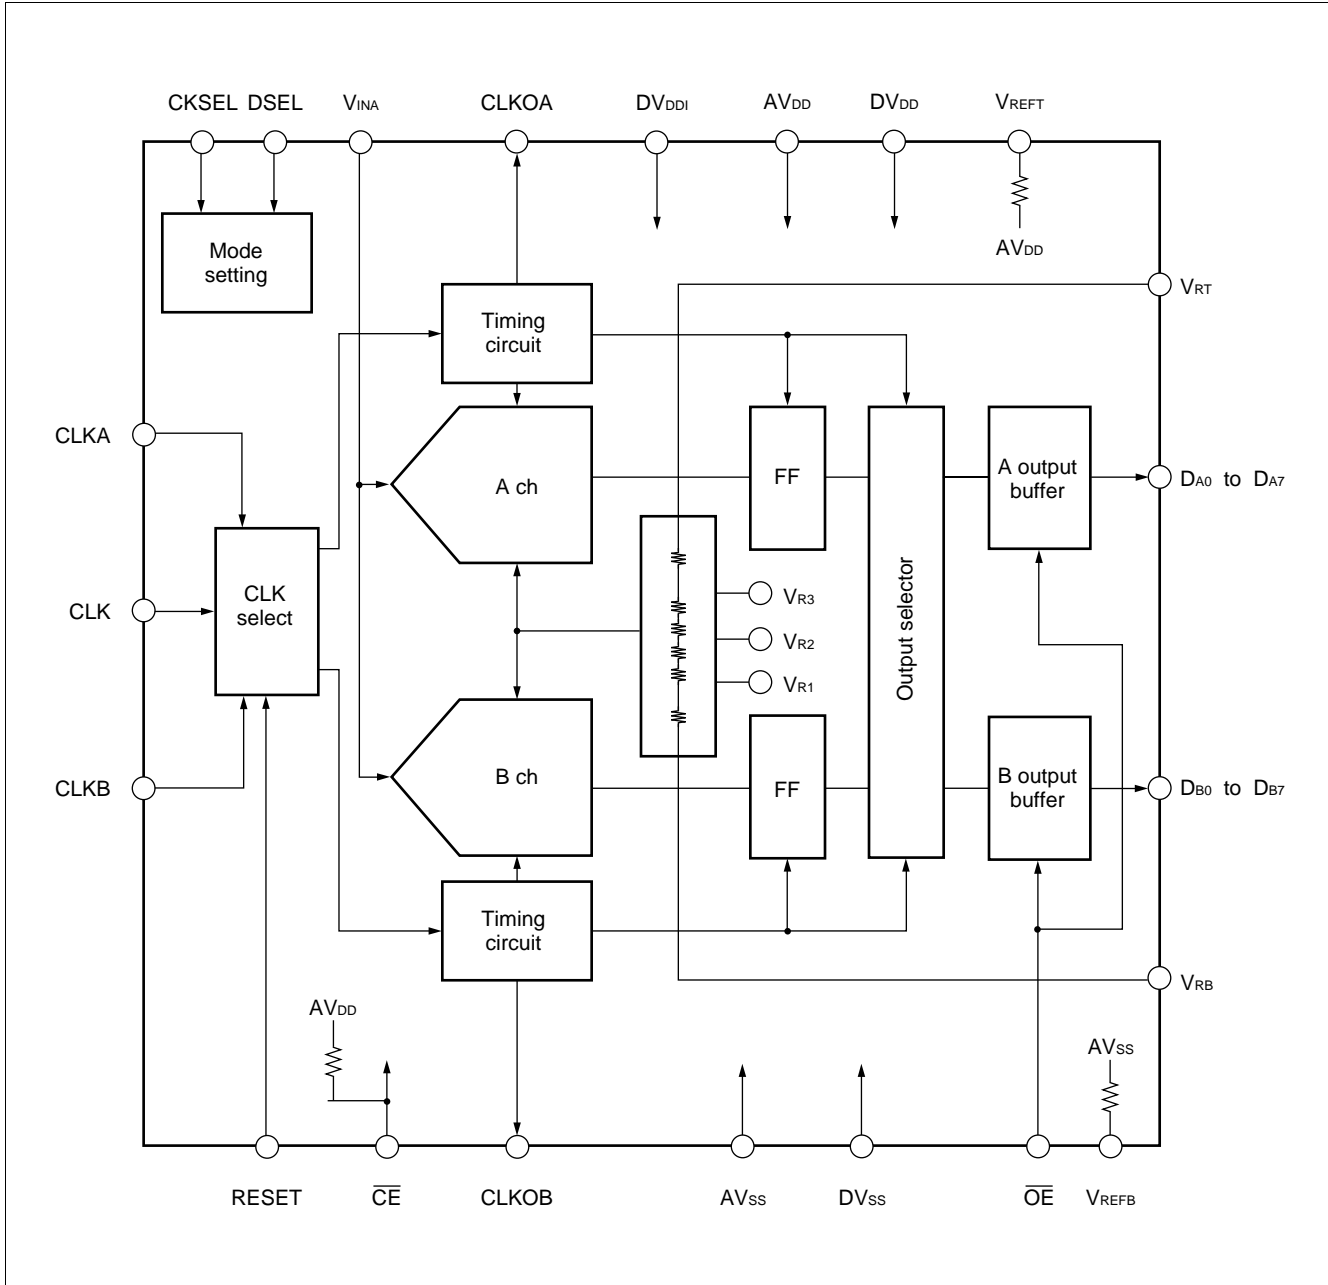 CKSEL DSEL VINA CLKOA DVDDI AVDD DVDD VREFT
Mode
setting
AVDD
VRT
Timing
circuit
CLKA
A ch
FF
A output
buffer
DA0 to DA7
CLK
CLK
select
VR3
VR2
VR1
Output selector
CLKB
B ch
FF
B output
buffer
DB0 to DB7
Timing
circuit
VRB
AVDD
AVSS
RESET CE CLKOB AVSS DVSS OE VREFB